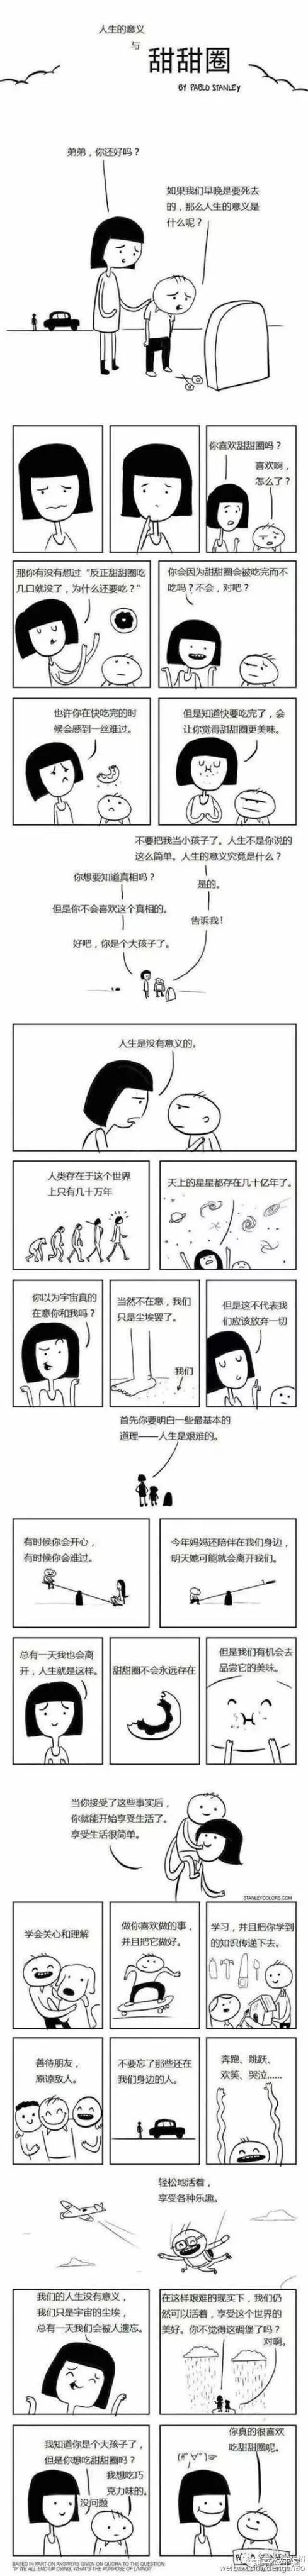 人生的意义
与
甜甜圈
BY PABLO STANLEY
弟弟，你还好吗？
如果我们早晚是要死去
的，那么人生的意义是
什么呢？
你喜欢甜甜圈吗？
喜欢啊，
怎么了？
那你有没有想过“反正甜甜圈吃
几口就没了，为什么还要吃？”
你会因为甜甜圈会被吃完而不
吃吗？不会，对吧？
也许你在快吃完的时
候会感到一丝难过。
但是知道快要吃完了，会
让你觉得甜甜圈更美味。
不要把我当小孩子了。人生不是你说的
这么简单。人生的意义究竟是什么？
你想要知道真相吗？
是的。
但是你不会喜欢这个真相的。
告诉我！
好吧，你是个大孩子了。
人生是没有意义的。
人类存在于这个世界
上只有几十万年
天上的星星都存在几十亿年了。
你以为宇宙真的
在意你和我吗？
当然不在意，我们
只是尘埃罢了。
我们
但是这不代表我
们应该放弃一切
首先你要明白一些最基本的
道理——人生是艰难的。
有时候你会开心，
有时候你会难过。
今年妈妈还陪伴在我们身边，
明天她可能就会离开我们。
总有一天我也会离
开，人生就是这样。
甜甜圈不会永远存在
但是我们有机会去
品尝它的美味。
当你接受了这些事实后，
你就能开始享受生活了。
享受生活很简单。
STANLEYCOLORS.COM
学会关心和理解
做你喜欢做的事，
并且把它做好。
学习，并且把你学到
的知识传递下去。
善待朋友，
原谅敌人。
不要忘了那些还在
我们身边的人。
奔跑、跳跃、
欢笑、哭泣……
轻松地活着，
享受各种乐趣。
我们的人生没有意义，
我们只是宇宙的尘埃，
总有一天我们会被人遗忘。
在这样艰难的现实下，我们仍
然可以活着，享受这个世界的
美好。你不觉得这碉堡了吗？
对啊。
我知道你是个大孩子了，
但是你想吃甜甜圈吗？
我想吃巧
克力味的。
没问题
你真的很喜欢
吃甜甜圈呢。
BASED IN PART ON ANSWERS GIVEN ON QUORA TO THE QUESTION
"IF WE ALL END UP DYING, WHAT'S THE PURPOSE OF LIVING?"